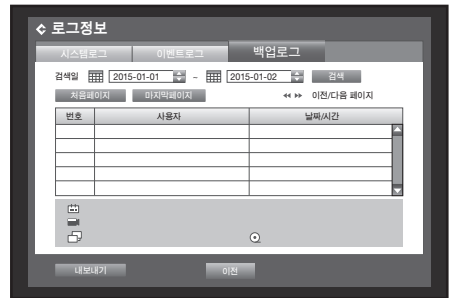 로그정보
시스템로그 이벤트로그 백업로그
검색일 2015-01-01 ~ 2015-01-02 검색
처음페이지 마지막페이지 이전/다음 페이지
번호 사용자 날짜/시간
내보내기 이전